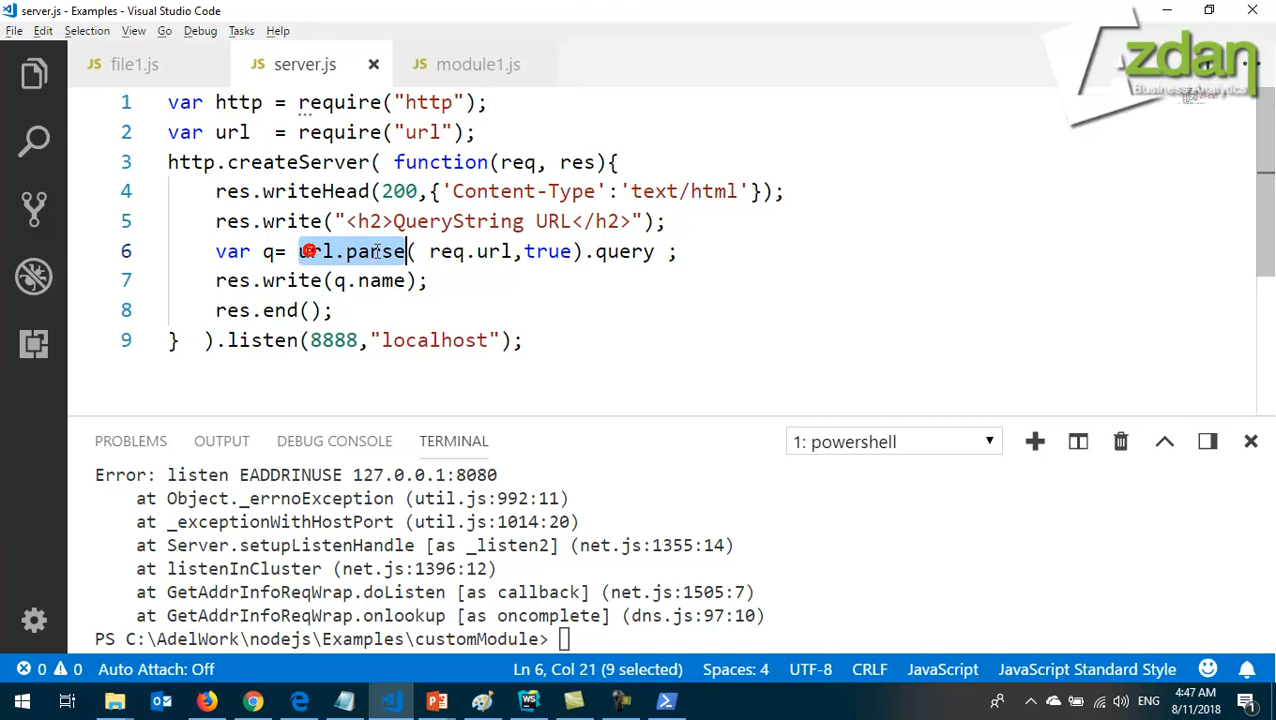 server.js - Examples - Visual Studio Code
File Edit Selection View Go Debug Tasks Help
JS file1.js JS server.js × JS module1.js
zdan
Business Analytics
1 var http = require("http");
2 var url = require("url");
3 http.createServer( function(req, res){
4 res.writeHead(200,{'Content-Type':'text/html'});
5 res.write("<h2>QueryString URL</h2>");
6 var q= url.parse( req.url,true).query ;
7 res.write(q.name);
8 res.end();
9 } ).listen(8888,"localhost");
PROBLEMS OUTPUT DEBUG CONSOLE TERMINAL 1: powershell
Error: listen EADDRINUSE 127.0.0.1:8080
at Object._errnoException (util.js:992:11)
at _exceptionWithHostPort (util.js:1014:20)
at Server.setupListenHandle [as _listen2] (net.js:1355:14)
at listenInCluster (net.js:1396:12)
at GetAddrInfoReqWrap.doListen [as callback] (net.js:1505:7)
at GetAddrInfoReqWrap.onlookup [as oncomplete] (dns.js:97:10)
PS C:\AdelWork\nodejs\Examples\customModule>
0 0 Auto Attach: Off Ln 6, Col 21 (9 selected) Spaces: 4 UTF-8 CRLF JavaScript JavaScript Standard Style
ENG 4:47 AM
8/11/2018